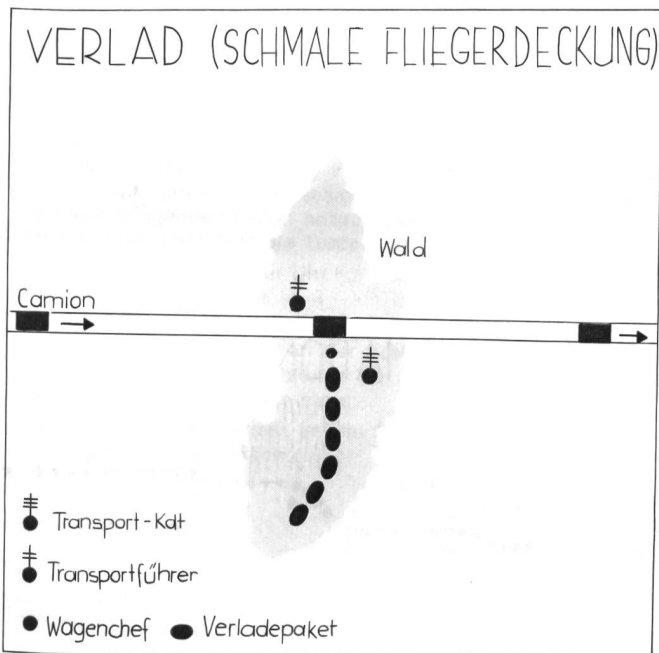 VERLAD (SCHMALE FLIEGERDECKUNG)
Wald
Camion
Transport-Kdt
Transportführer
Wagenchef Verladepaket